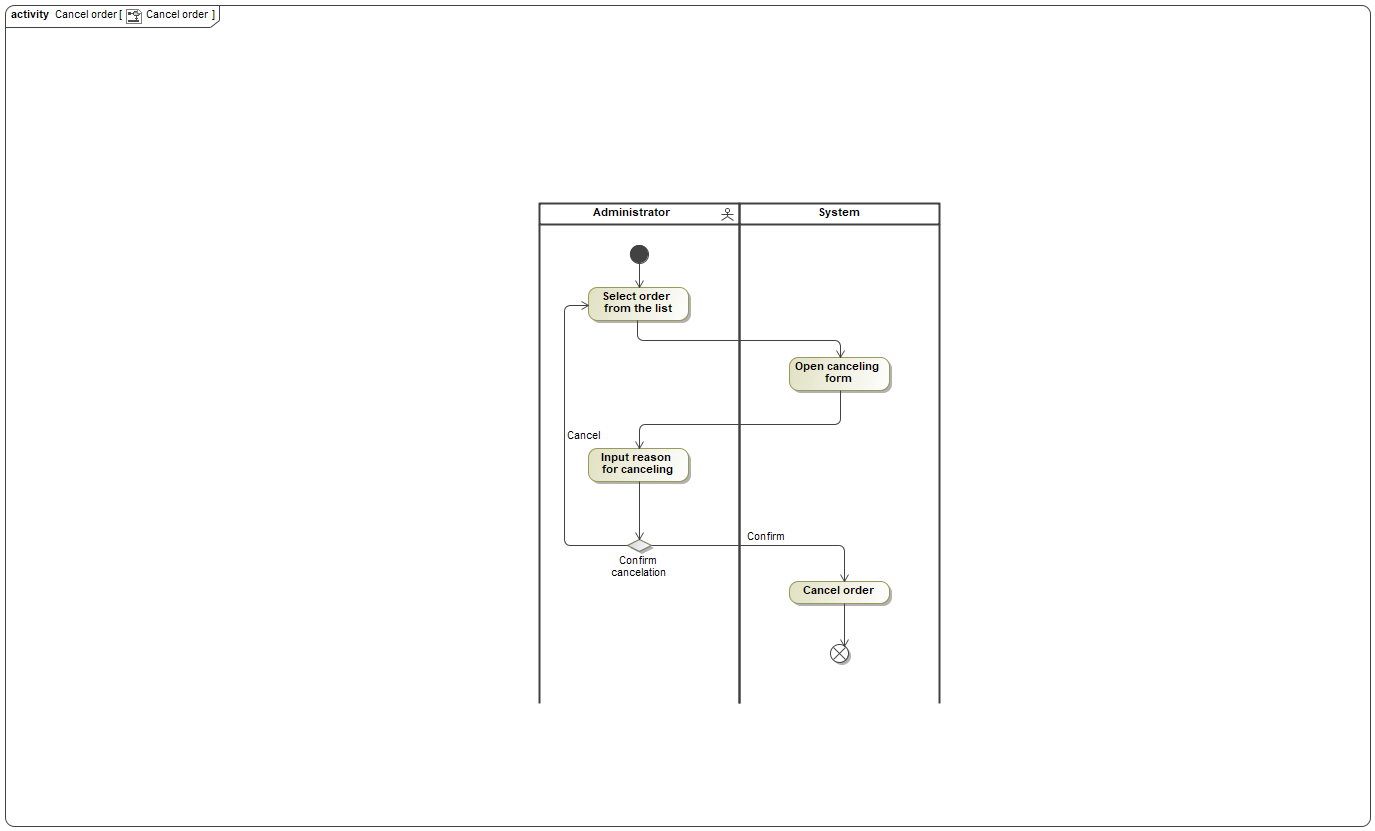 activity Cancel order [ Cancel order ]
Administrator
System
Select order
from the list
Open canceling
form
Cancel
Input reason
for canceling
Confirm
Confirm
cancelation
Cancel order